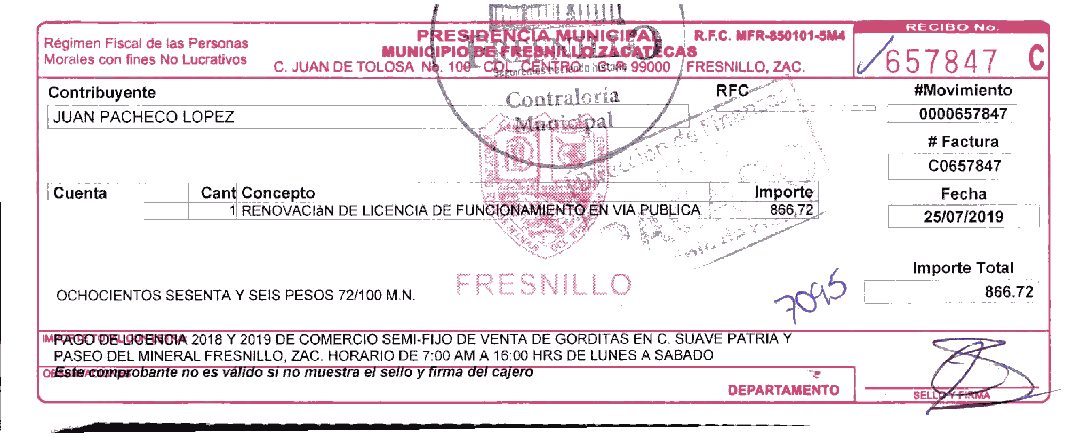 PRESIDENCIA MUNICIPAL R.F.C. MFR-850101-5M4
MUNICIPIO DE FRESNILLO ZACATECAS
C. JUAN DE TOLOSA No. 100 COL. CENTRO C.P. 99000 FRESNILLO, ZAC.
Régimen Fiscal de las Personas
Morales con fines No Lucrativos
RECIBO No.
657847 C
FRESNILLO
Contraloría
Municipal
Contribuyente RFC
JUAN PACHECO LOPEZ
#Movimiento
0000657847
# Factura
C0657847
Fecha
25/07/2019
Cuenta Cant Concepto Importe
1 RENOVACIàN DE LICENCIA DE FUNCIONAMIENTO EN VIA PUBLICA 866,72
FRESNILLO
Importe Total
866.72
OCHOCIENTOS SESENTA Y SEIS PESOS 72/100 M.N.
7095
PAGO DE LICENCIA 2018 Y 2019 DE COMERCIO SEMI-FIJO DE VENTA DE GORDITAS EN C. SUAVE PATRIA Y
PASEO DEL MINERAL FRESNILLO, ZAC. HORARIO DE 7:00 AM A 16:00 HRS DE LUNES A SABADO
Este comprobante no es valido si no muestra el sello y firma del cajero
DEPARTAMENTO
SELLO Y FIRMA